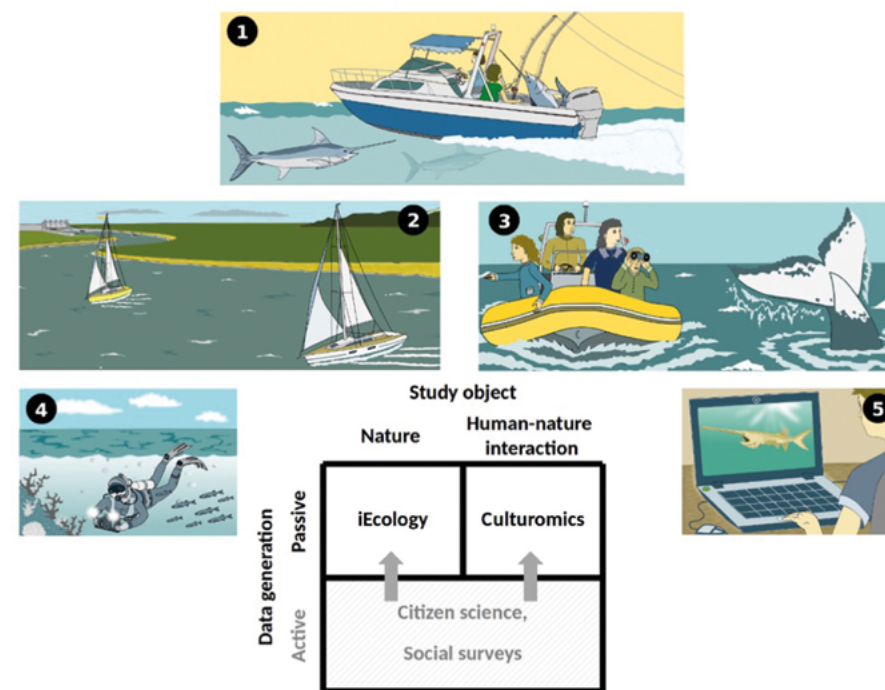 1
2
3
4
5
Study object
Nature
Human-nature
interaction
Data generation
Passive
Active
iEcology
Culturomics
Citizen science,
Social surveys